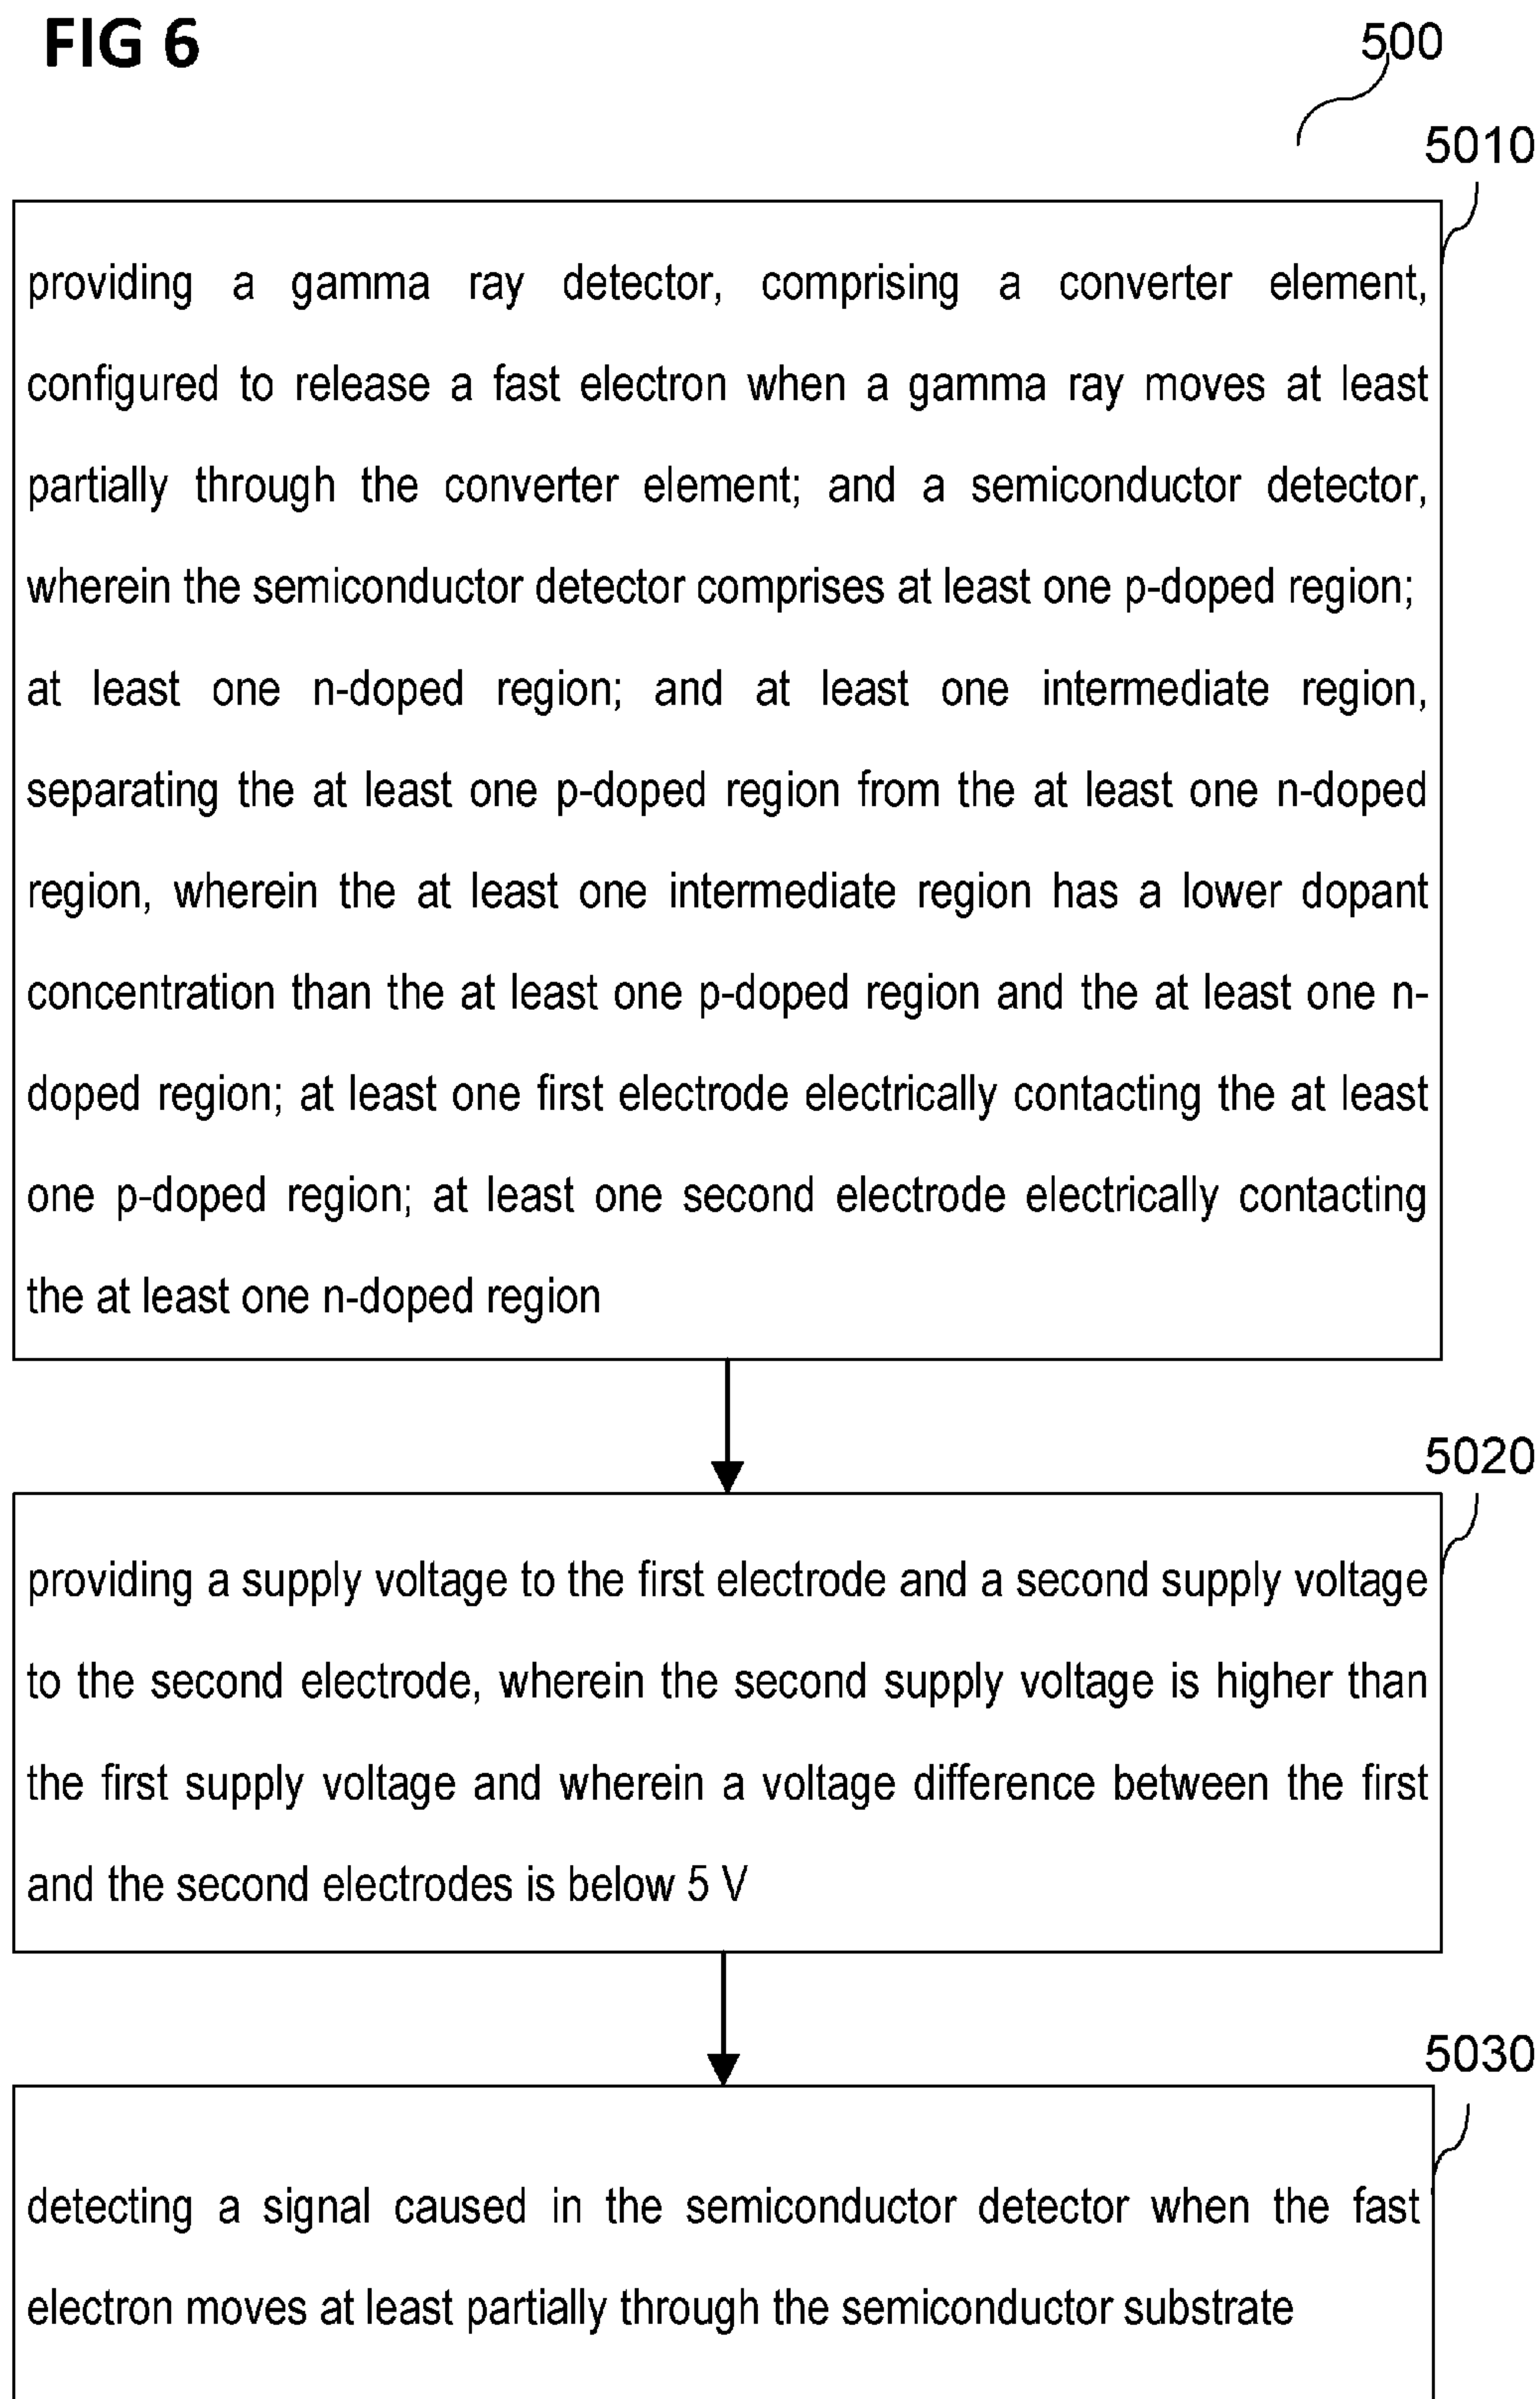 FIG 6
500
5010
providing a gamma ray detector, comprising a converter element,
configured to release a fast electron when a gamma ray moves at least
partially through the converter element; and a semiconductor detector,
wherein the semiconductor detector comprises at least one p-doped region;
at least one n-doped region; and at least one intermediate region,
separating the at least one p-doped region from the at least one n-doped
region, wherein the at least one intermediate region has a lower dopant
concentration than the at least one p-doped region and the at least one n-
doped region; at least one first electrode electrically contacting the at least
one p-doped region; at least one second electrode electrically contacting
the at least one n-doped region
5020
providing a supply voltage to the first electrode and a second supply voltage
to the second electrode, wherein the second supply voltage is higher than
the first supply voltage and wherein a voltage difference between the first
and the second electrodes is below 5 V
5030
detecting a signal caused in the semiconductor detector when the fast
electron moves at least partially through the semiconductor substrate